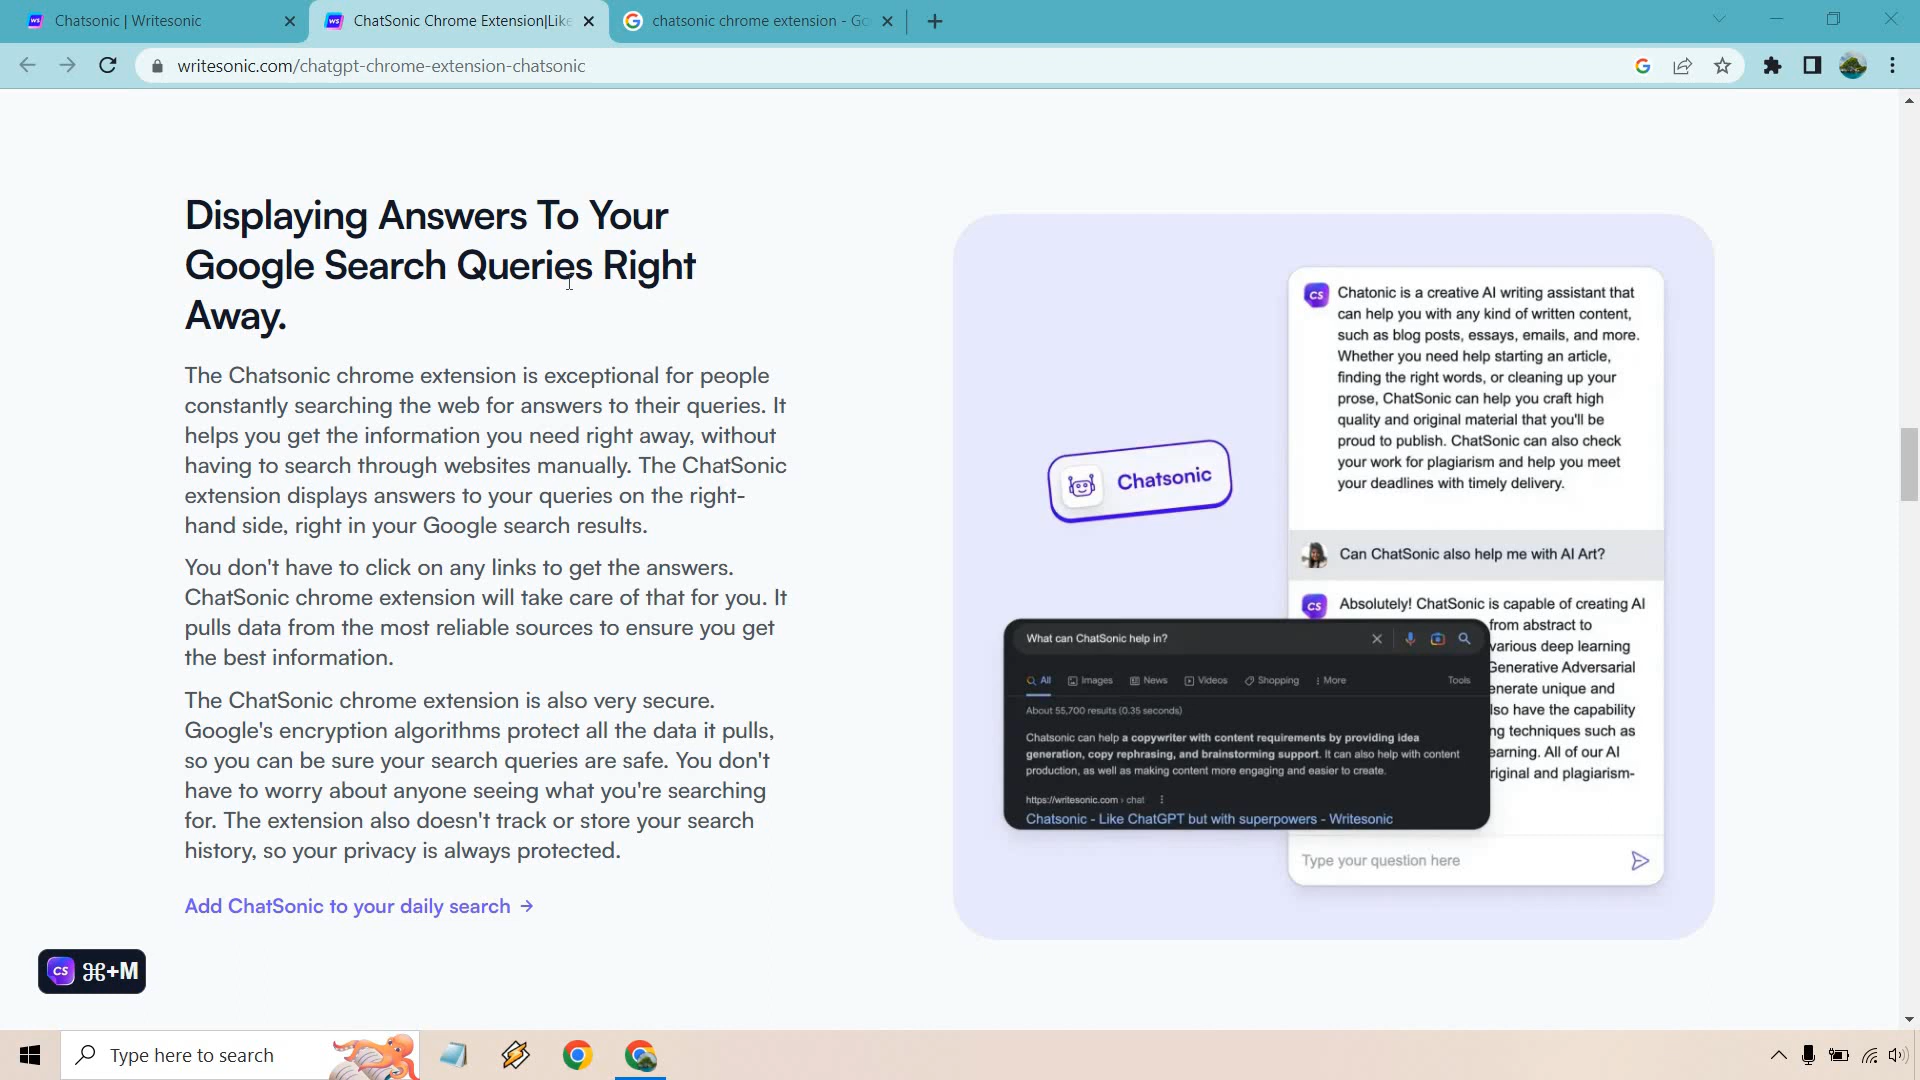 Chatsonic | Writesonic
ChatSonic Chrome Extension|Like
chatsonic chrome extension - Go
writesonic.com/chatgpt-chrome-extension-chatsonic
Displaying Answers To Your
Google Search Queries Right
Away.
The Chatsonic chrome extension is exceptional for people
constantly searching the web for answers to their queries. It
helps you get the information you need right away, without
having to search through websites manually. The ChatSonic
extension displays answers to your queries on the right-
hand side, right in your Google search results.
You don't have to click on any links to get the answers.
ChatSonic chrome extension will take care of that for you. It
pulls data from the most reliable sources to ensure you get
the best information.
The ChatSonic chrome extension is also very secure.
Google's encryption algorithms protect all the data it pulls,
so you can be sure your search queries are safe. You don't
have to worry about anyone seeing what you're searching
for. The extension also doesn't track or store your search
history, so your privacy is always protected.
Add ChatSonic to your daily search →
CS ⌘+M
Chatsonic
CS
Chatonic is a creative AI writing assistant that
can help you with any kind of written content,
such as blog posts, essays, emails, and more.
Whether you need help starting an article,
finding the right words, or cleaning up your
prose, ChatSonic can help you craft high
quality and original material that you'll be
proud to publish. ChatSonic can also check
your work for plagiarism and help you meet
your deadlines with timely delivery.
Can ChatSonic also help me with AI Art?
CS
Absolutely! ChatSonic is capable of creating AI
from abstract to
various deep learning
Generative Adversarial
enerate unique and
lso have the capability
ng techniques such as
earning. All of our AI
riginal and plagiarism-
Type your question here
What can ChatSonic help in?
All Images News Videos Shopping More Tools
About 55,700 results (0.35 seconds)
Chatsonic can help a copywriter with content requirements by providing idea
generation, copy rephrasing, and brainstorming support. It can also help with content
production, as well as making content more engaging and easier to create.
https://writesonic.com › chat
Chatsonic - Like ChatGPT but with superpowers - Writesonic
Type here to search